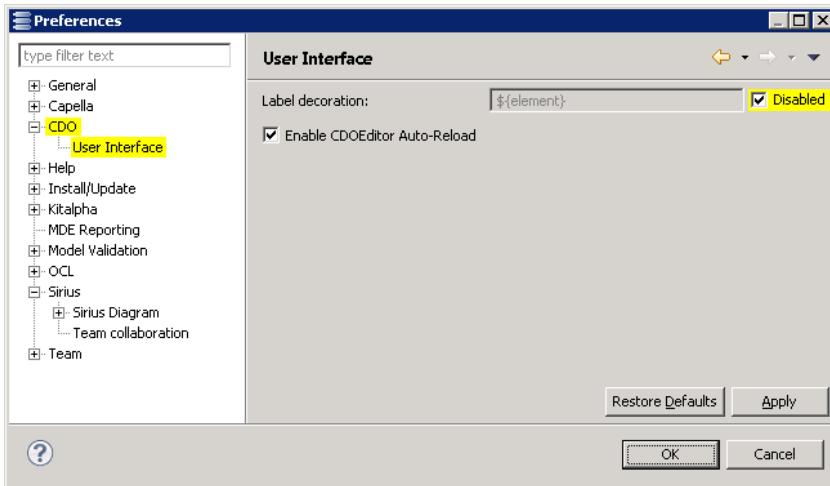 Preferences
type filter text
General
Capella
CDO
User Interface
Help
Install/Update
Kitalpha
MDE Reporting
Model Validation
OCL
Sirius
Sirius Diagram
Team collaboration
Team
User Interface
Label decoration: ${element} Disabled
Enable CDOEditor Auto-Reload
Restore Defaults Apply
? OK Cancel